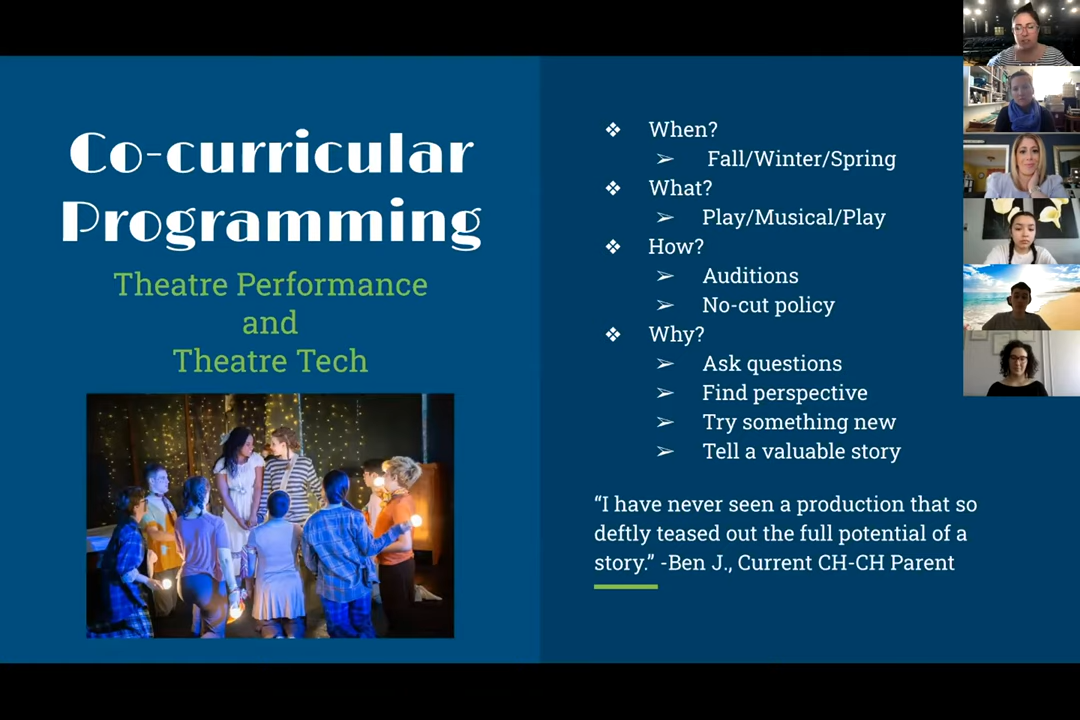 Co-curricular
Programming
Theatre Performance
and
Theatre Tech
❖ When?
➢ Fall/Winter/Spring
❖ What?
➢ Play/Musical/Play
❖ How?
➢ Auditions
➢ No-cut policy
❖ Why?
➢ Ask questions
➢ Find perspective
➢ Try something new
➢ Tell a valuable story
“I have never seen a production that so
deftly teased out the full potential of a
story.” -Ben J., Current CH-CH Parent